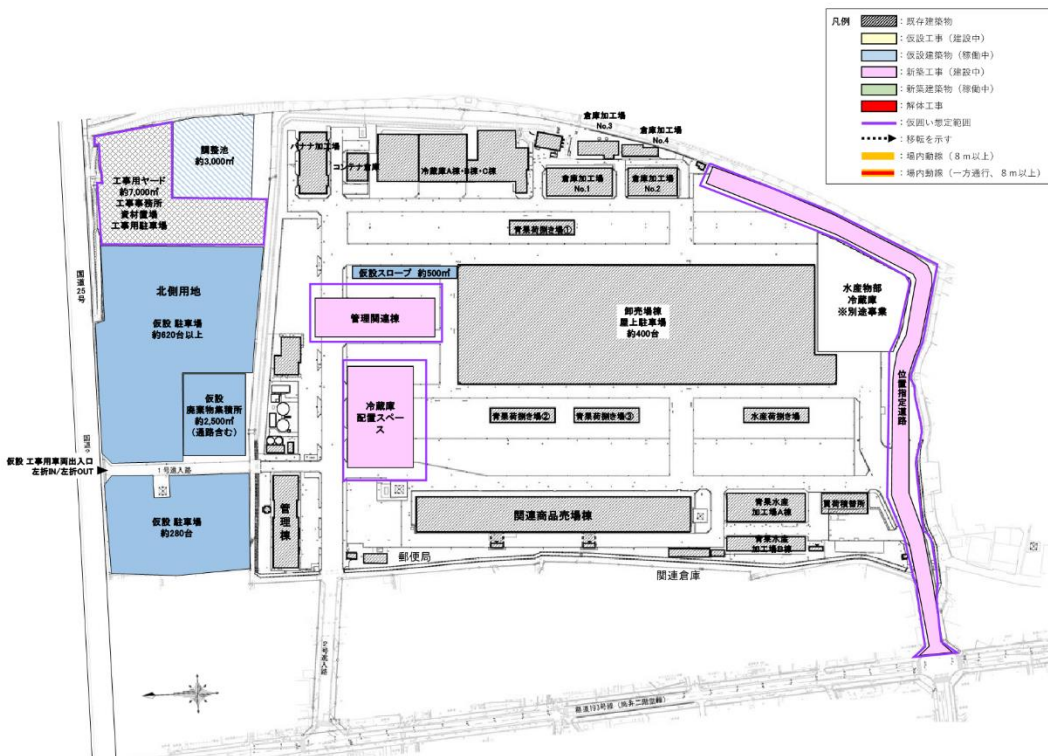 凡例
：既存建築物
：仮設工事（建設中）
：仮設建築物（稼働中）
：新築工事（建設中）
：新築建築物（稼働中）
：解体工事
：仮囲い想定範囲
：移転を示す
：場内動線（８ｍ以上）
：場内動線（一方通行、８ｍ以上）
調整池
約3,000㎡
工事用ヤード
約7,000㎡
工事事務所
資材置場
工事用駐車場
バナナ加工場
コンテナ倉庫
冷蔵庫A棟・B棟・C棟
倉庫加工場
No.3
倉庫加工場
No.4
倉庫加工場
No.1
倉庫加工場
No.2
青果荷捌き場①
国道25号
北側用地
仮設 駐車場
約620台以上
仮設スロープ 約500㎡
管理関連棟
卸売場棟
屋上駐車場
約400台
水産物部
冷蔵庫
※別途事業
位置指定道路
仮設
廃棄物集積所
約2,500㎡
（通路含む）
冷蔵庫
配置スペー
ス
青果荷捌き場②
青果荷捌き場③
水産荷捌き場
仮設 工事用車両出入口
左折IN/左折OUT
１号進入路
仮設 駐車場
約280台
管理棟
関連商品売場棟
青果水産
加工場A棟
買荷積替所
青果水産
加工場B棟
郵便局
関連倉庫
２号進入路